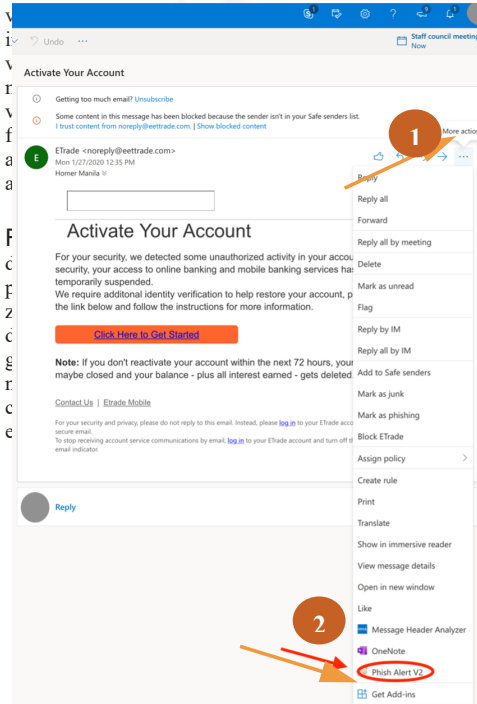 Undo
Staff council meeting
Now
Activate Your Account
Getting too much email? Unsubscribe
Some content in this message has been blocked because the sender isn't in your Safe senders list.
I trust content from noreply@eettrade.com. | Show blocked content
1
More action
E
ETrade <noreply@eettrade.com>
Mon 1/27/2020 12:35 PM
Homer Manila
Activate Your Account
For your security, we detected some unauthorized activity in your accou
security, your access to online banking and mobile banking services has
temporarily suspended.
We require additonal identity verification to help restore your account, p
the link below and follow the instructions for more information.
Click Here to Get Started
Note: If you don't reactivate your account within the next 72 hours, your
maybe closed and your balance - plus all interest earned - gets deleted
Contact Us | Etrade Mobile
For your security and privacy, please do not reply to this email. Instead, please log in to your ETrade acco
secure email.
To stop receiving account service communications by email, log in to your ETrade account and turn off th
email indicator.
Reply
Reply
Reply all
Forward
Reply all by meeting
Delete
Mark as unread
Flag
Reply by IM
Reply all by IM
Add to Safe senders
Mark as junk
Mark as phishing
Block ETrade
Assign policy
Create rule
Print
Translate
Show in immersive reader
View message details
Open in new window
Like
Message Header Analyzer
OneNote
2
Phish Alert V2
Get Add-ins